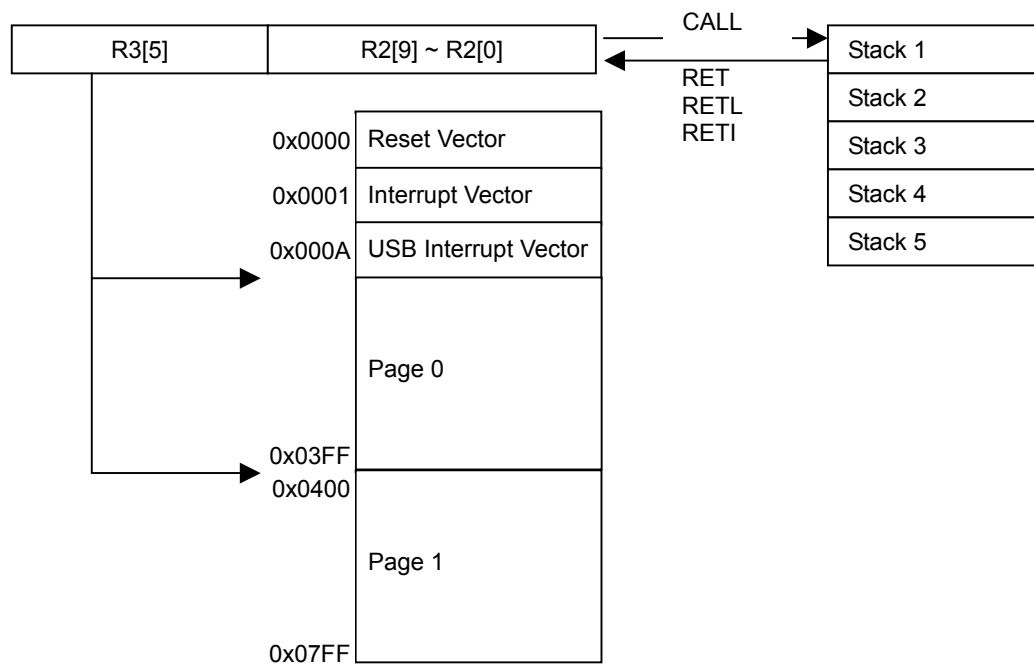 R3[5]
R2[9] ~ R2[0]
CALL
RET
RETL
RETI
Stack 1
Stack 2
Stack 3
Stack 4
Stack 5
0x0000
Reset Vector
0x0001
Interrupt Vector
0x000A
USB Interrupt Vector
Page 0
0x03FF
0x0400
Page 1
0x07FF